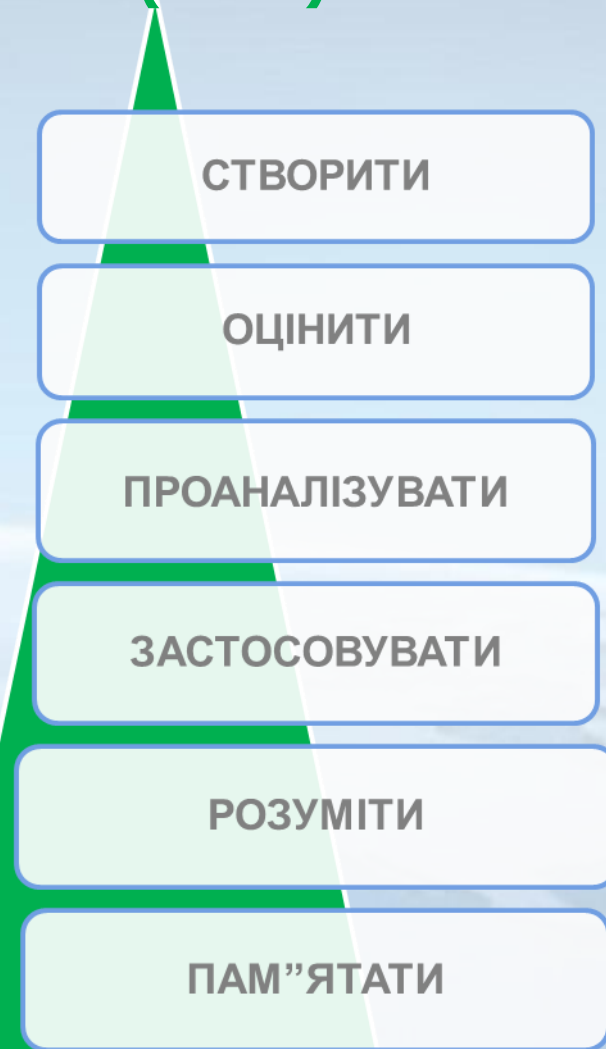 СТВОРИТИ
ОЦІНИТИ
ПРОАНАЛІЗУВАТИ
ЗАСТОСОВУВАТИ
РОЗУМІТИ
ПАМ”ЯТАТИ